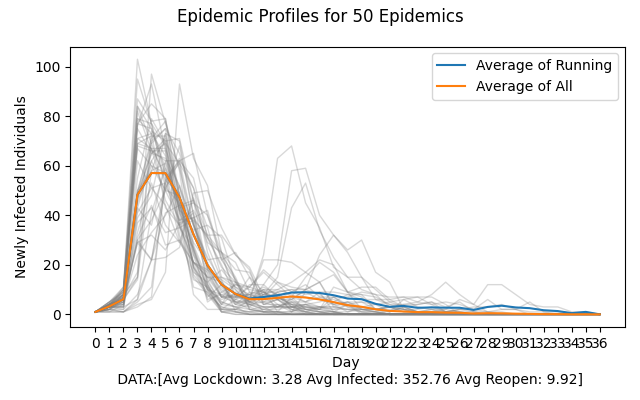 Epidemic Profiles for 50 Epidemics
Newly Infected Individuals
100
80
60
40
20
0
Average of Running
Average of All
0 1 2 3 4 5 6 7 8 9 10 11 12 13 14 15 16 17 18 19 20 21 22 23 24 25 26 27 28 29 30 31 32 33 34 35 36
Day
DATA:[Avg Lockdown: 3.28 Avg Infected: 352.76 Avg Reopen: 9.92]